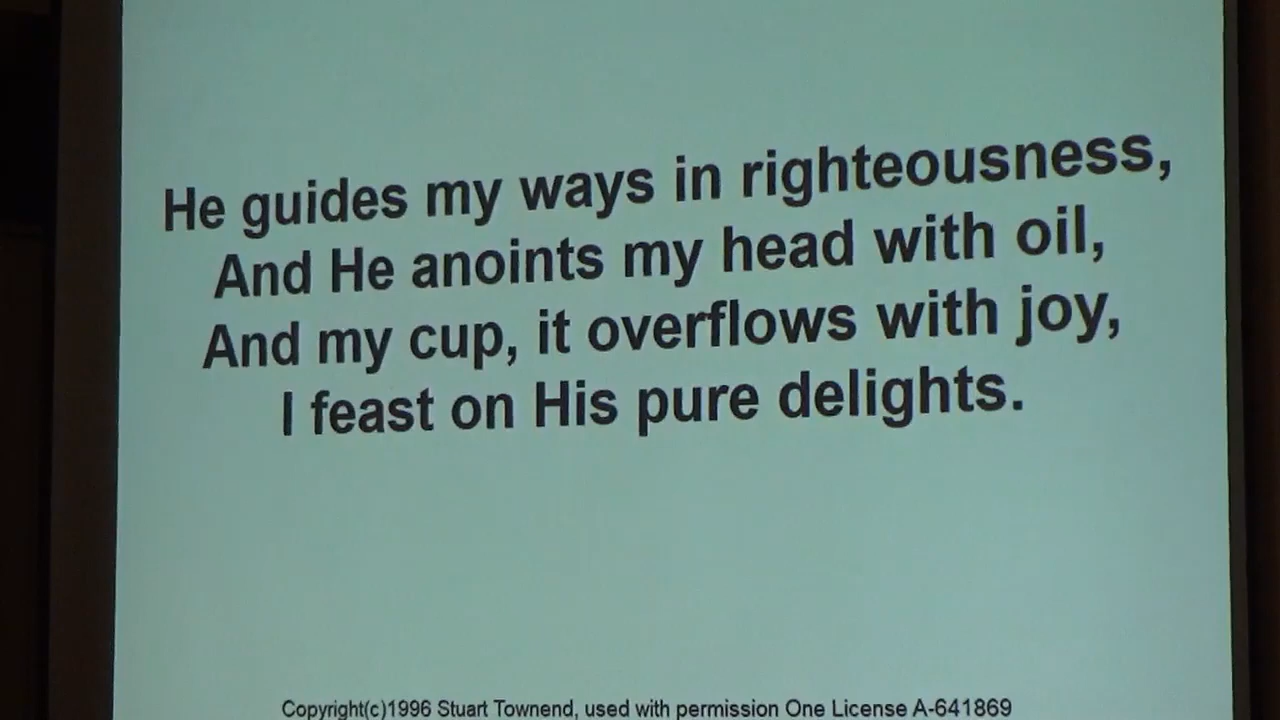 He guides my ways in righteousness,
And He anoints my head with oil,
And my cup, it overflows with joy,
I feast on His pure delights.
Copyright(c)1996 Stuart Townend, used with permission One License A-641869